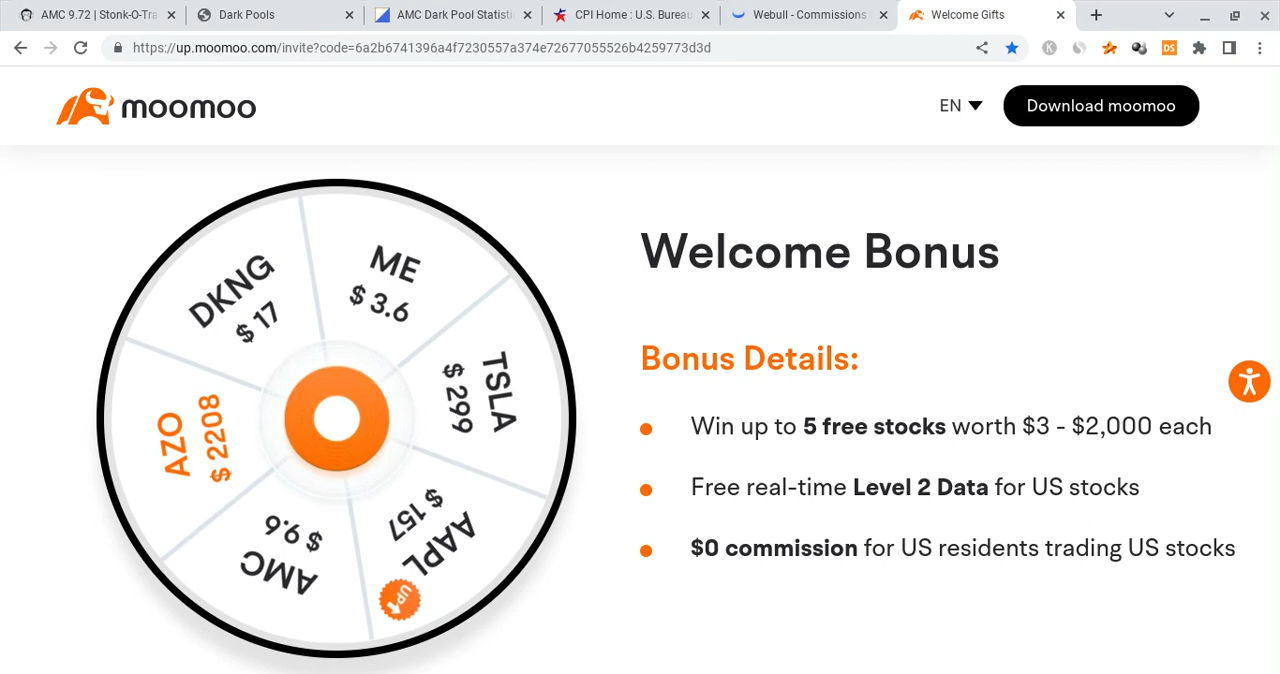 AMC 9.72 | Stonk-O-Tra
Dark Pools
AMC Dark Pool Statisti
CPI Home : U.S. Bureau
Webull - Commissions
Welcome Gifts
https://up.moomoo.com/invite?code=6a2b6741396a4f7230557a374e72677055526b4259773d3d
K
DS
moomoo
EN
Download moomoo
DKNG
$ 17
ME
$ 3.6
TSLA
$ 299
AZO
$ 2208
AMC
$ 9.6
AAPL
$ 157
UP
Welcome Bonus
Bonus Details:
Win up to 5 free stocks worth $3 - $2,000 each
Free real-time Level 2 Data for US stocks
$0 commission for US residents trading US stocks